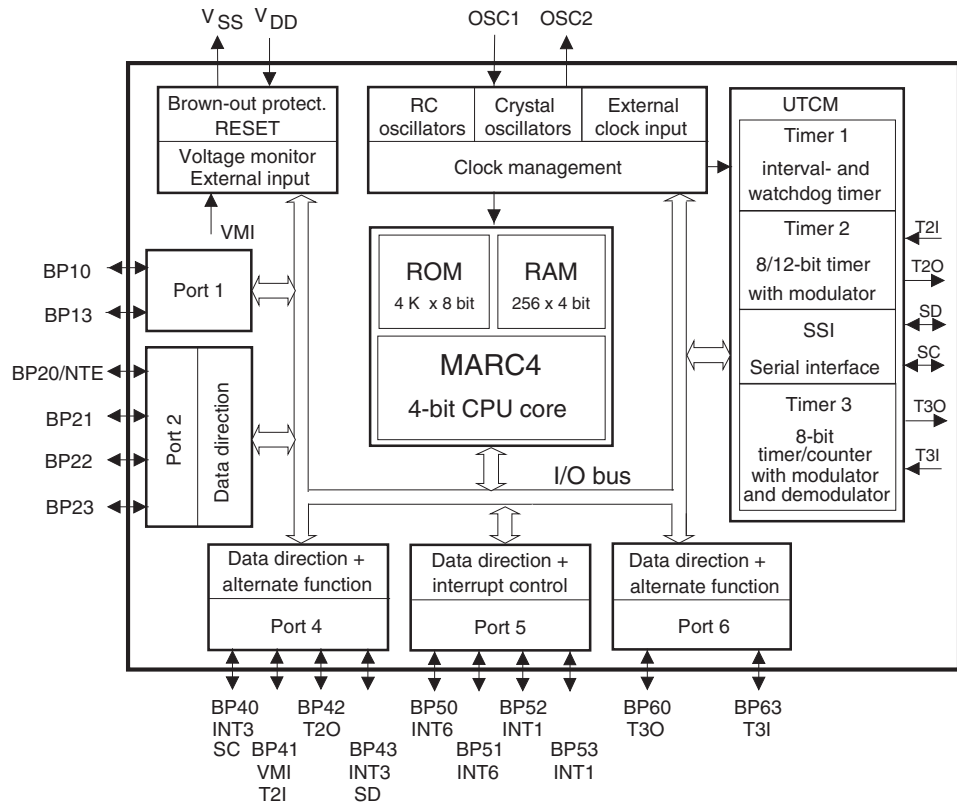 VSS
VDD
OSC1
OSC2
Brown-out protect.
RESET
Voltage monitor
External input
VMI
RC
oscillators
Crystal
oscillators
External
clock input
Clock management
UTCM
Timer 1
interval- and
watchdog timer
Timer 2
8/12-bit timer
with modulator
SSI
Serial interface
Timer 3
8-bit
timer/counter
with modulator
and demodulator
T2I
T2O
SD
SC
T3O
T3I
ROM
4 K x 8 bit
RAM
256 x 4 bit
MARC4
4-bit CPU core
I/O bus
BP10
BP13
Port 1
BP20/NTE
BP21
BP22
BP23
Port 2
Data direction
Data direction +
alternate function
Port 4
Data direction +
interrupt control
Port 5
Data direction +
alternate function
Port 6
BP40
INT3
SC
BP41
VMI
T2I
BP42
T2O
BP43
INT3
SD
BP50
INT6
BP51
INT6
BP52
INT1
BP53
INT1
BP60
T3O
BP63
T3I